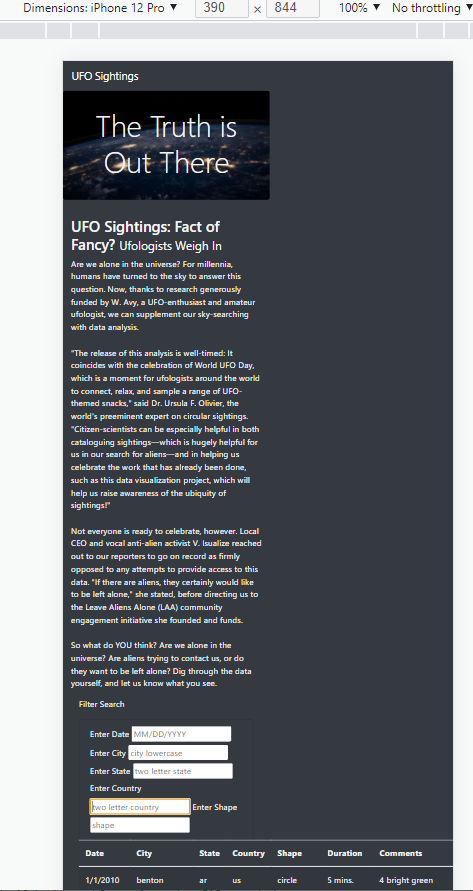 Dimensions: iPhone 12 Pro ▼ 390 × 844 100% ▼ No throttling ▼
UFO Sightings
The Truth is
Out There
UFO Sightings: Fact of
Fancy? Ufologists Weigh In
Are we alone in the universe? For millennia,
humans have turned to the sky to answer this
question. Now, thanks to research generously
funded by W. Avy, a UFO-enthusiast and amateur
ufologist, we can supplement our sky-searching
with data analysis.
"The release of this analysis is well-timed: It
coincides with the celebration of World UFO Day,
which is a moment for ufologists around the world
to connect, relax, and sample a range of UFO-
themed snacks," said Dr. Ursula F. Olivier, the
world's preeminent expert on circular sightings.
"Citizen-scientists can be especially helpful in both
cataloguing sightings—which is hugely helpful for
us in our search for aliens—and in helping us
celebrate the work that has already been done,
such as this data visualization project, which will
help us raise awareness of the ubiquity of
sightings!"
Not everyone is ready to celebrate, however. Local
CEO and vocal anti-alien activist V. Isualize reached
out to our reporters to go on record as firmly
opposed to any attempts to provide access to this
data. "If there are aliens, they certainly would like
to be left alone," she stated, before directing us to
the Leave Aliens Alone (LAA) community
engagement initiative she founded and funds.
So what do YOU think? Are we alone in the
universe? Are aliens trying to contact us, or do
they want to be left alone? Dig through the data
yourself, and let us know what you see.
Filter Search
Enter Date MM/DD/YYYY
Enter City city lowercase
Enter State two letter state
Enter Country
two letter country Enter Shape
shape
Date City State Country Shape Duration Comments
1/1/2010 benton ar us circle 5 mins. 4 bright green